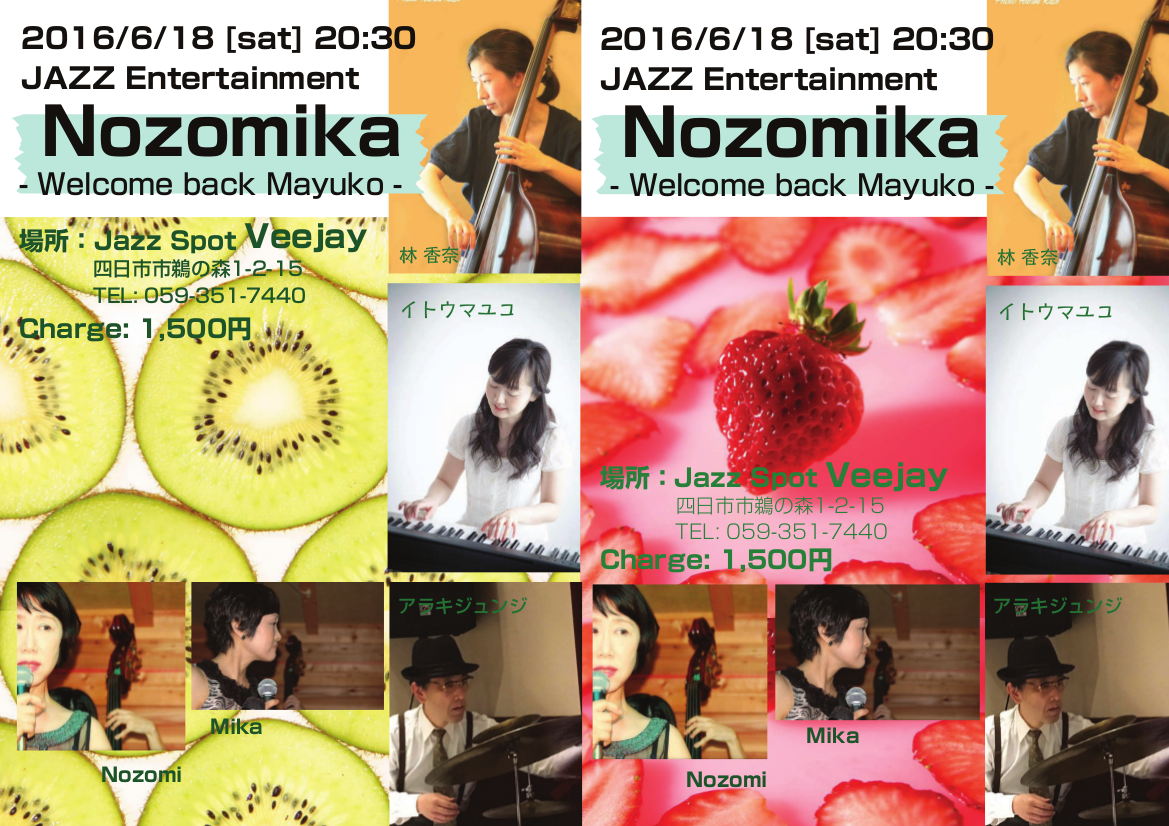 2016/6/18 [sat] 20:30
JAZZ Entertainment
Nozomika
- Welcome back Mayuko -
場所：Jazz Spot Veejay
四日市市鵜の森1-2-15
TEL: 059-351-7440
Charge: 1,500円
林 香奈
イトウマユコ
アラキジュンジ
Mika
Nozomi
2016/6/18 [sat] 20:30
JAZZ Entertainment
Nozomika
- Welcome back Mayuko -
林 香奈
イトウマユコ
場所：Jazz Spot Veejay
四日市市鵜の森1-2-15
TEL: 059-351-7440
Charge: 1,500円
アラキジュンジ
Mika
Nozomi